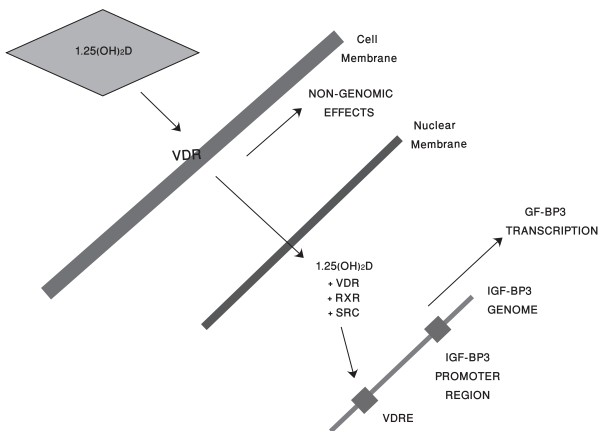 1.25(OH)₂D
Cell
Membrane
NON-GENOMIC
EFFECTS
VDR
Nuclear
Membrane
GF-BP3
TRANSCRIPTION
1.25(OH)₂D
+ VDR
+ RXR
+ SRC
IGF-BP3
GENOME
IGF-BP3
PROMOTER
REGION
VDRE